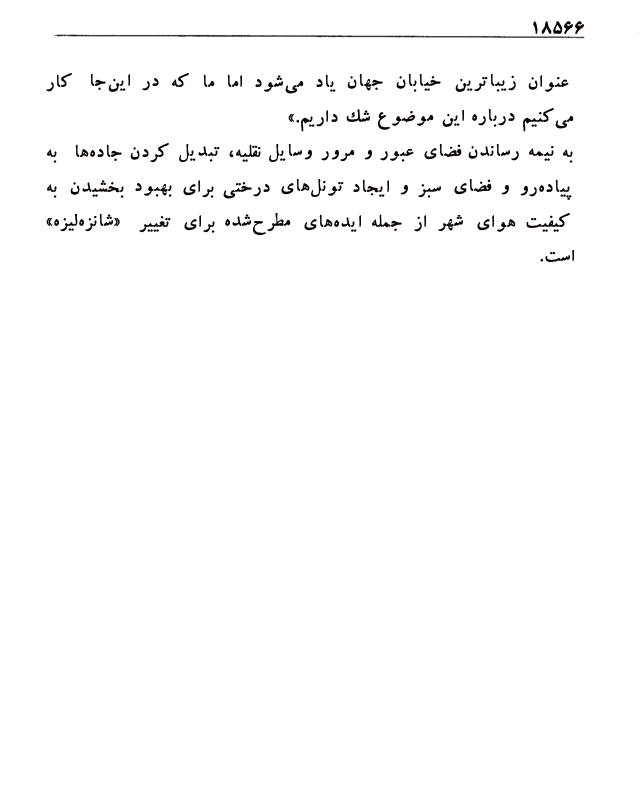 ۱۸۵۶۶
عنوان زیباترین خیابان جهان یاد می‌شود اما ما که در این‌جا کار
می‌کنیم درباره این موضوع شك داریم.»
به نیمه رساندن فضای عبور و مرور وسایل نقلیه، تبدیل کردن جاده‌ها به
پیاده‌رو و فضای سبز و ایجاد تونل‌های درختی برای بهبود بخشیدن به
کیفیت هوای شهر از جمله ایده‌های مطرح‌شده برای تغییر «شانزه‌لیزه»
است.